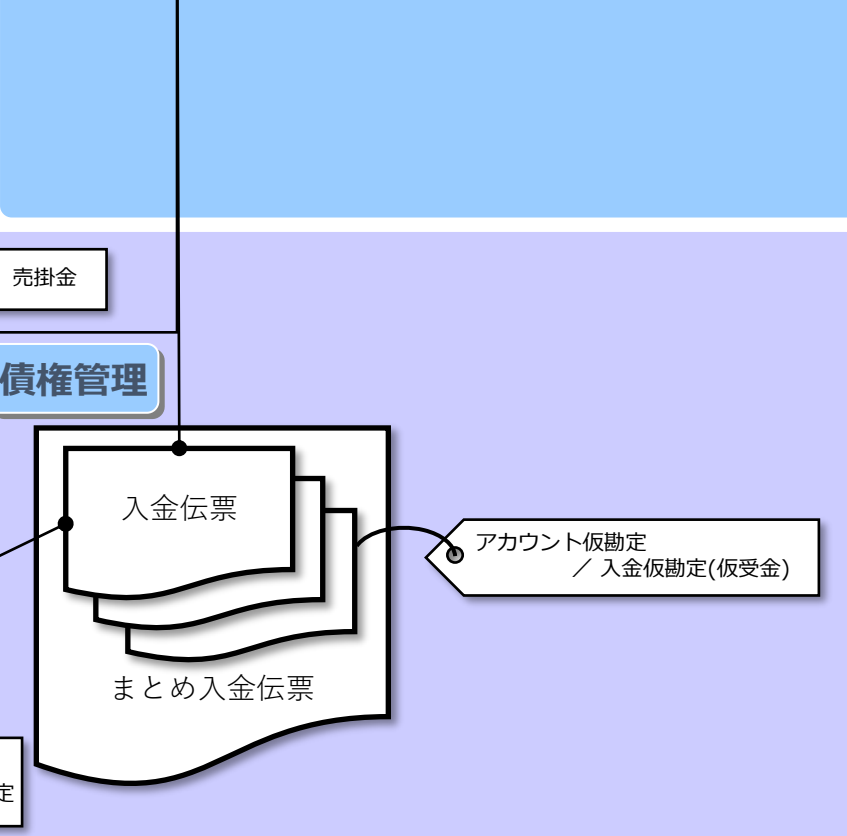 売掛金
債権管理
入金伝票
アカウント仮勘定
／ 入金仮勘定(仮受金)
まとめ入金伝票
定